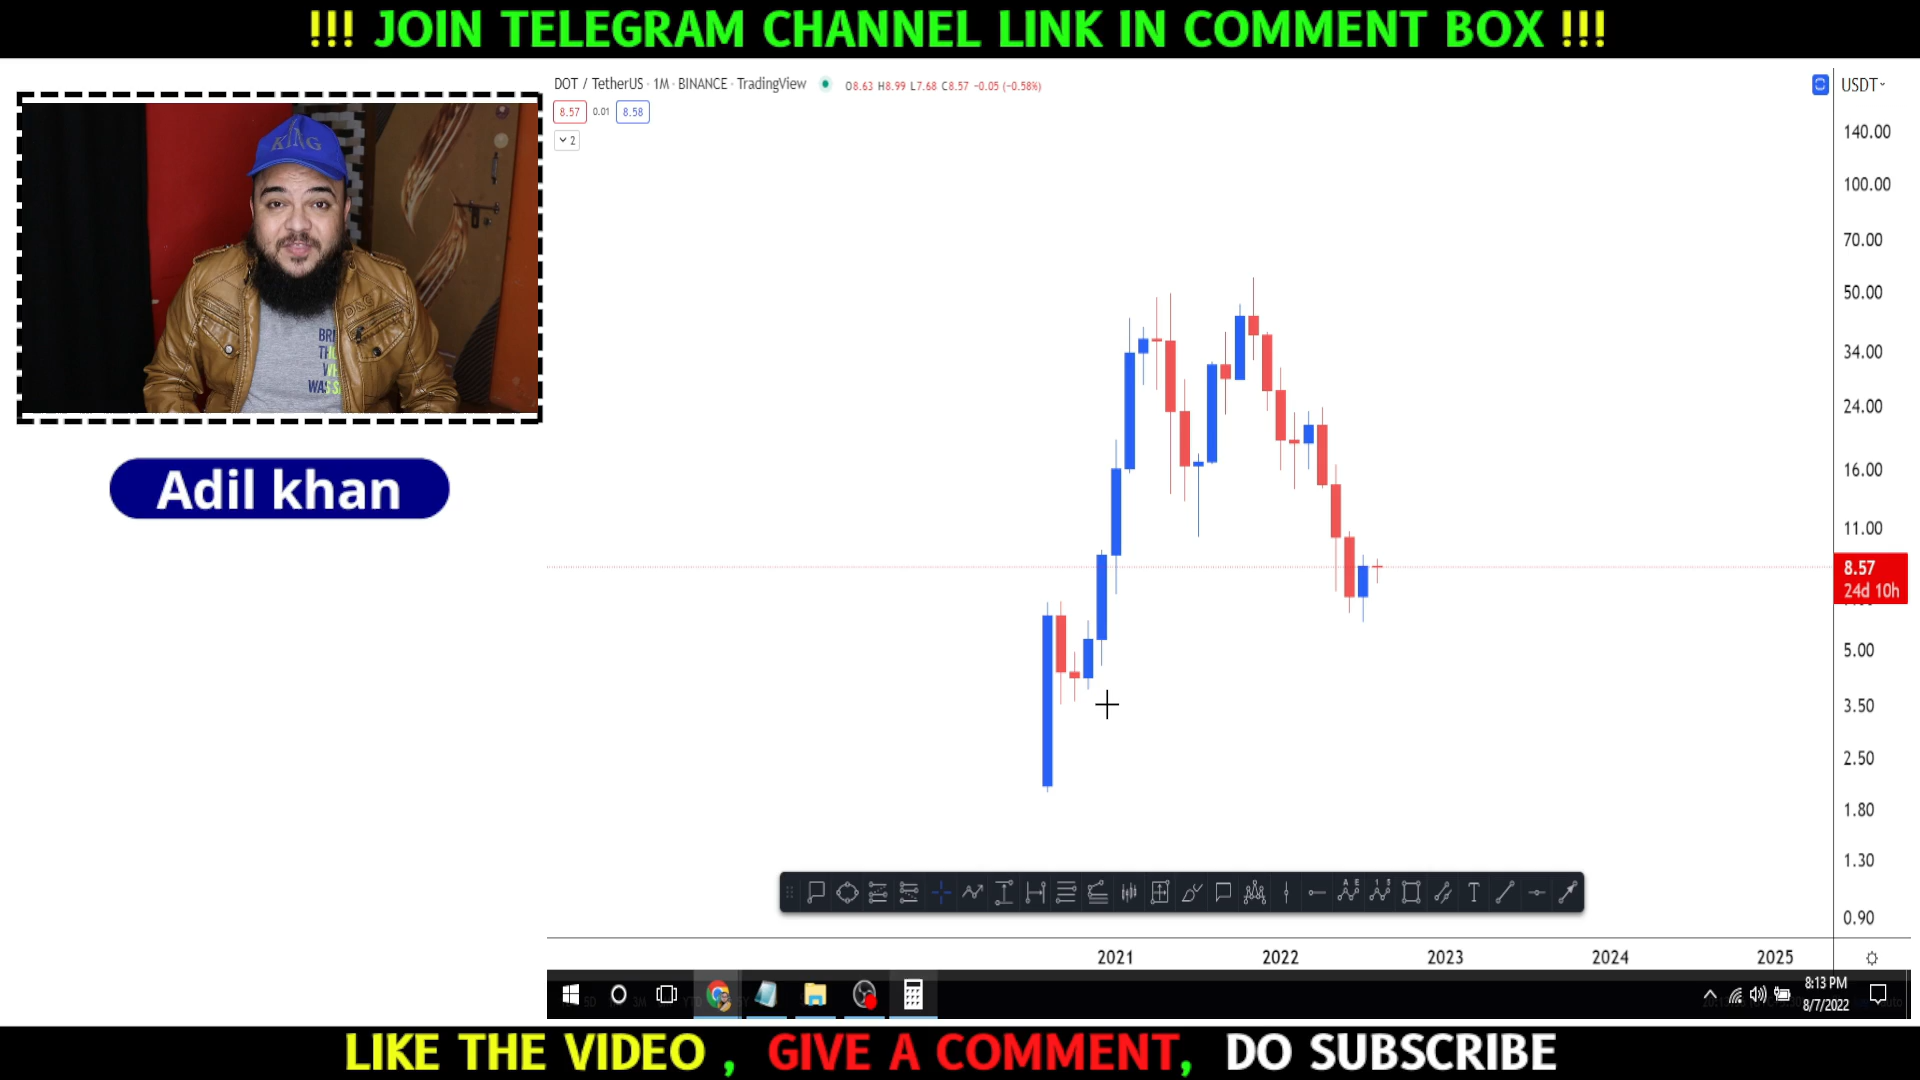 !!! JOIN TELEGRAM CHANNEL LINK IN COMMENT BOX !!!
DOT / TetherUS · 1M · BINANCE · TradingView
O8.63 H8.99 L7.68 C8.57 −0.05 (−0.58%)
USDT
8.57 0.01 8.58
2
KING
DNG
Adil khan
140.00
100.00
70.00
50.00
34.00
24.00
16.00
11.00
8.57
24d 10h
5.00
3.50
2.50
1.80
1.30
0.90
2021 2022 2023 2024 2025
8:13 PM
8/7/2022
LIKE THE VIDEO , GIVE A COMMENT, DO SUBSCRIBE